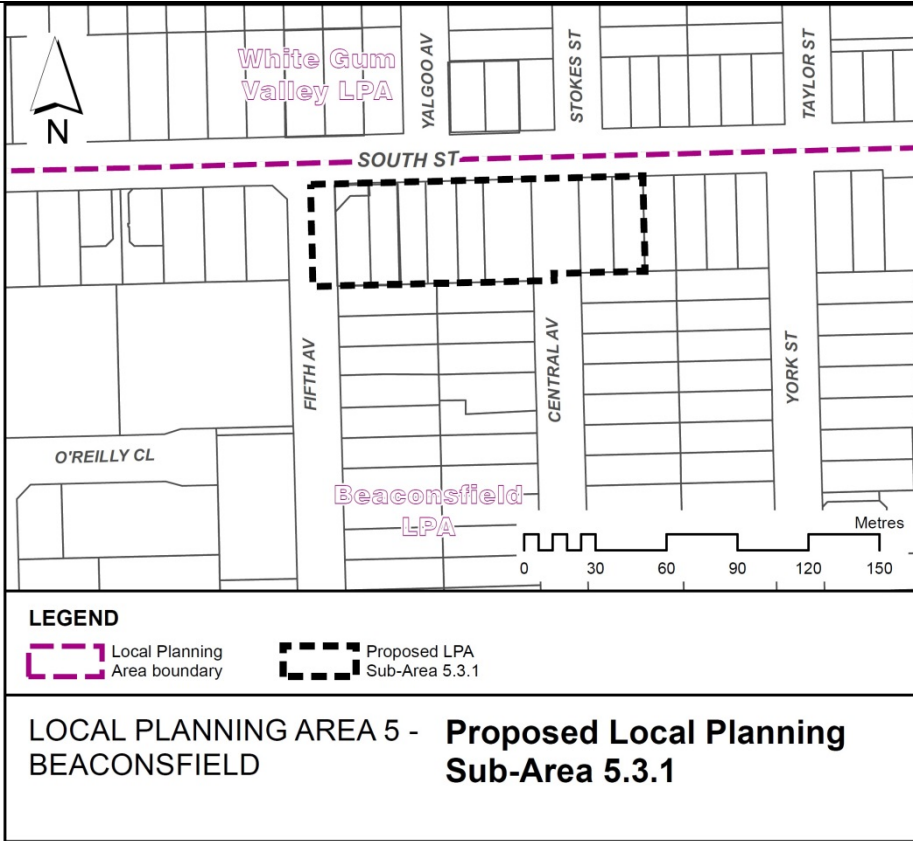 White Gum
Valley LPA
YALGOO AV
STOKES ST
TAYLOR ST
N
SOUTH ST
FIFTH AV
CENTRAL AV
YORK ST
O'REILLY CL
Beaconsfield
LPA
Metres
0 30 60 90 120 150
LEGEND
Local Planning
Area boundary
Proposed LPA
Sub-Area 5.3.1
LOCAL PLANNING AREA 5 -
BEACONSFIELD
Proposed Local Planning
Sub-Area 5.3.1